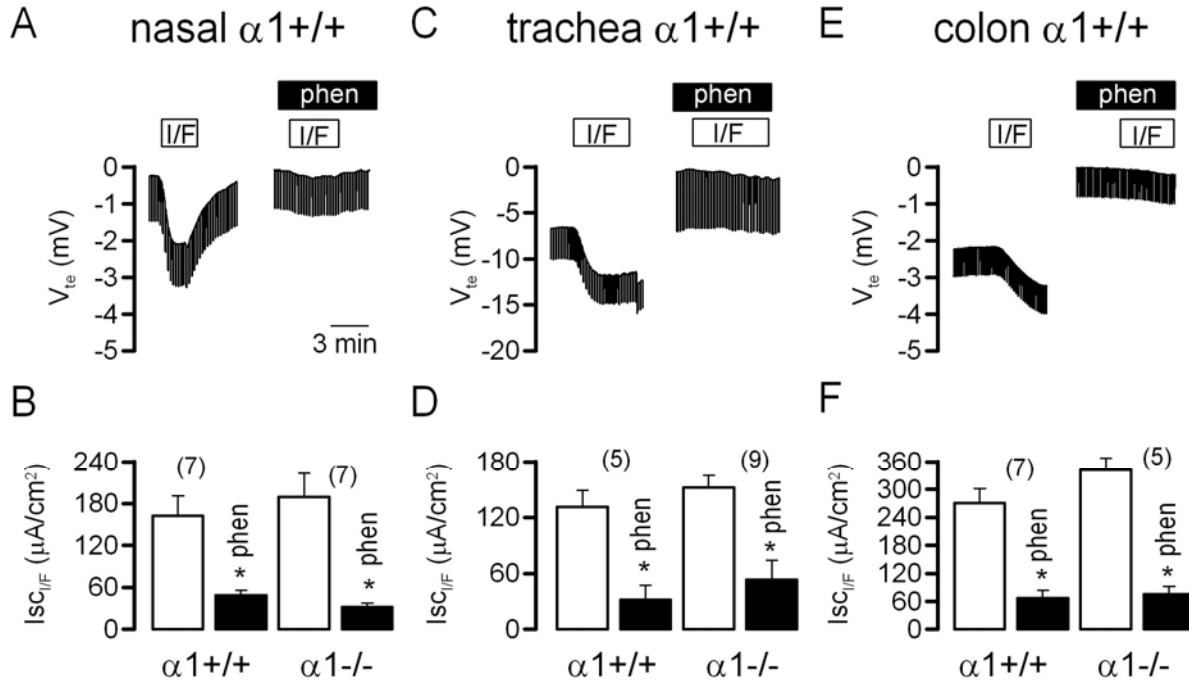 A nasal α1+/+
C trachea α1+/+
E colon α1+/+
phen
I/F
I/F
phen
I/F
I/F
phen
I/F
I/F
Vte (mV)
0
-1
-2
-3
-4
-5
3 min
Vte (mV)
0
-5
-10
-15
-20
Vte (mV)
0
-1
-2
-3
-4
-5
B
IscI/F (μA/cm²)
240
180
120
60
0
(7)
* phen
(7)
* phen
α1+/+ α1-/-
D
IscI/F (μA/cm²)
180
120
60
0
(5)
* phen
(9)
* phen
α1+/+ α1-/-
F
IscI/F (μA/cm²)
360
300
240
180
120
60
0
(7)
* phen
(5)
* phen
α1+/+ α1-/-